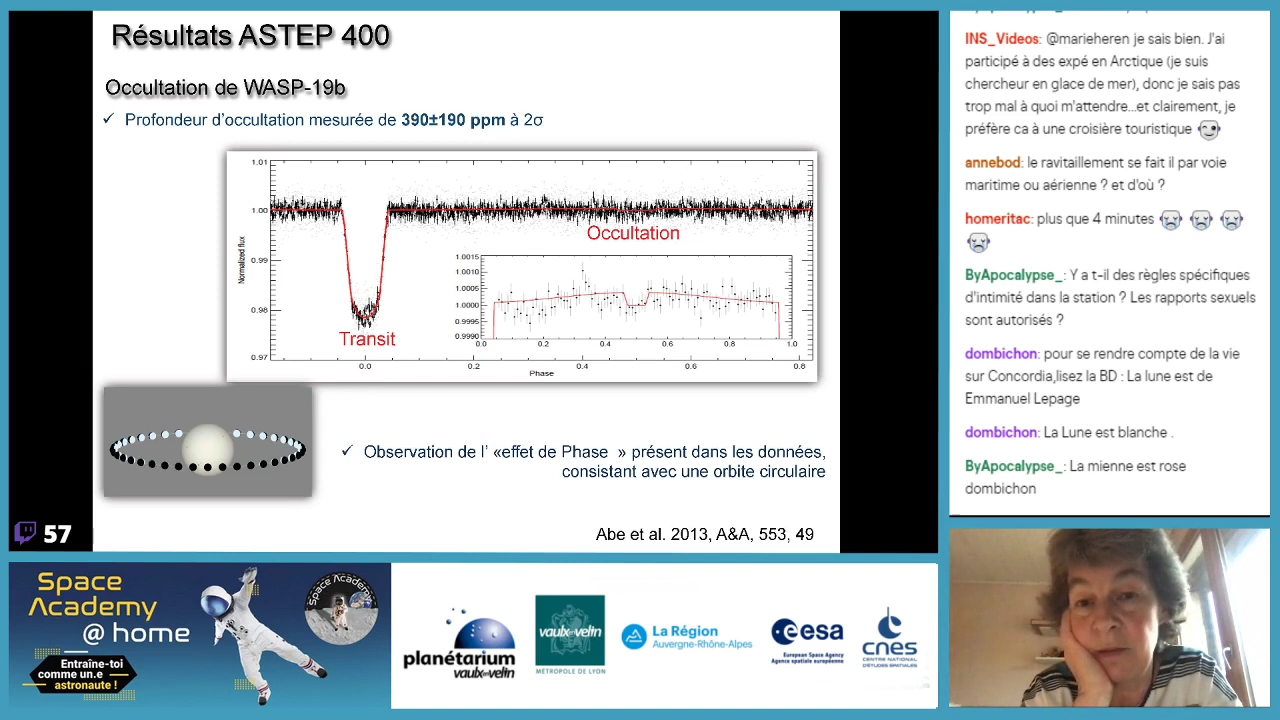 Résultats ASTEP 400
Occultation de WASP-19b
✓ Profondeur d'occultation mesurée de 390±190 ppm à 2σ
1.01
1.00
0.99
0.98
0.97
Normalized flux
Occultation
Transit
1.0015
1.0010
1.0005
1.0000
0.9995
0.9990
0.0 0.2 0.4 0.6 0.8 1.0
0.0 0.2 0.4 0.6 0.8
Phase
✓ Observation de l' «effet de Phase » présent dans les données,
consistant avec une orbite circulaire
Abe et al. 2013, A&A, 553, 49
57
INS_Videos: @marieheren je sais bien. J'ai
participé à des expé en Arctique (je suis
chercheur en glace de mer), donc je sais pas
trop mal à quoi m'attendre...et clairement, je
préfère ca à une croisière touristique
annebod: le ravitaillement se fait il par voie
maritime ou aérienne ? et d'où ?
homeritac: plus que 4 minutes
ByApocalypse_: Y a t-il des règles spécifiques
d'intimité dans la station ? Les rapports sexuels
sont autorisés ?
dombichon: pour se rendre compte de la vie
sur Concordia,lisez la BD : La lune est de
Emmanuel Lepage
dombichon: La Lune est blanche .
ByApocalypse_: La mienne est rose
dombichon
Space
Academy
@ home
Entraîne-toi
comme un.e
astronaute !
Space Academy
planétarium
vaulx en velin
vaulx en velin
MÉTROPOLE DE LYON
La Région
Auvergne-Rhône-Alpes
esa
European Space Agency
Agence spatiale européenne
cnes
CENTRE NATIONAL
D'ÉTUDES SPATIALES